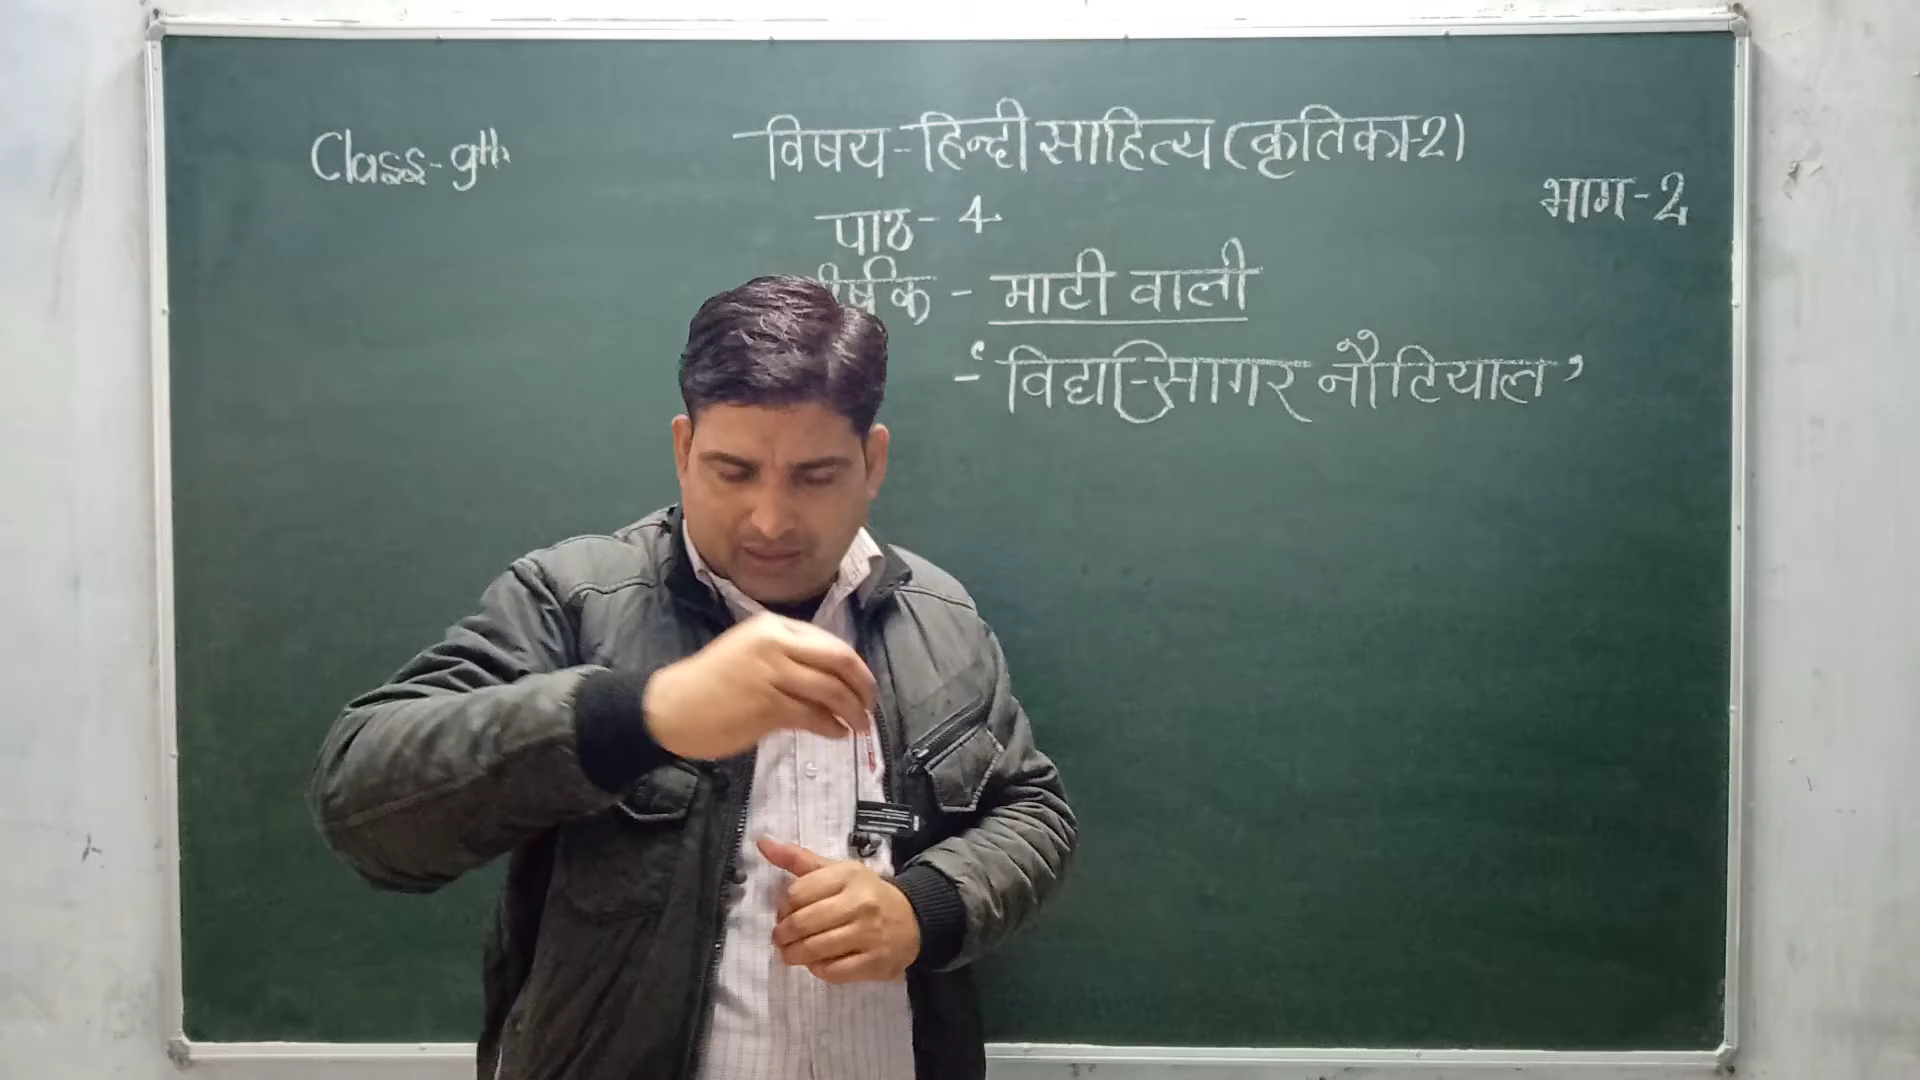 Class-9th
विषय-हिन्दी साहित्य (कृतिका-2)
भाग-2
पाठ-4
- माटी वाली
-‘विद्या-सागर नौटियाल’